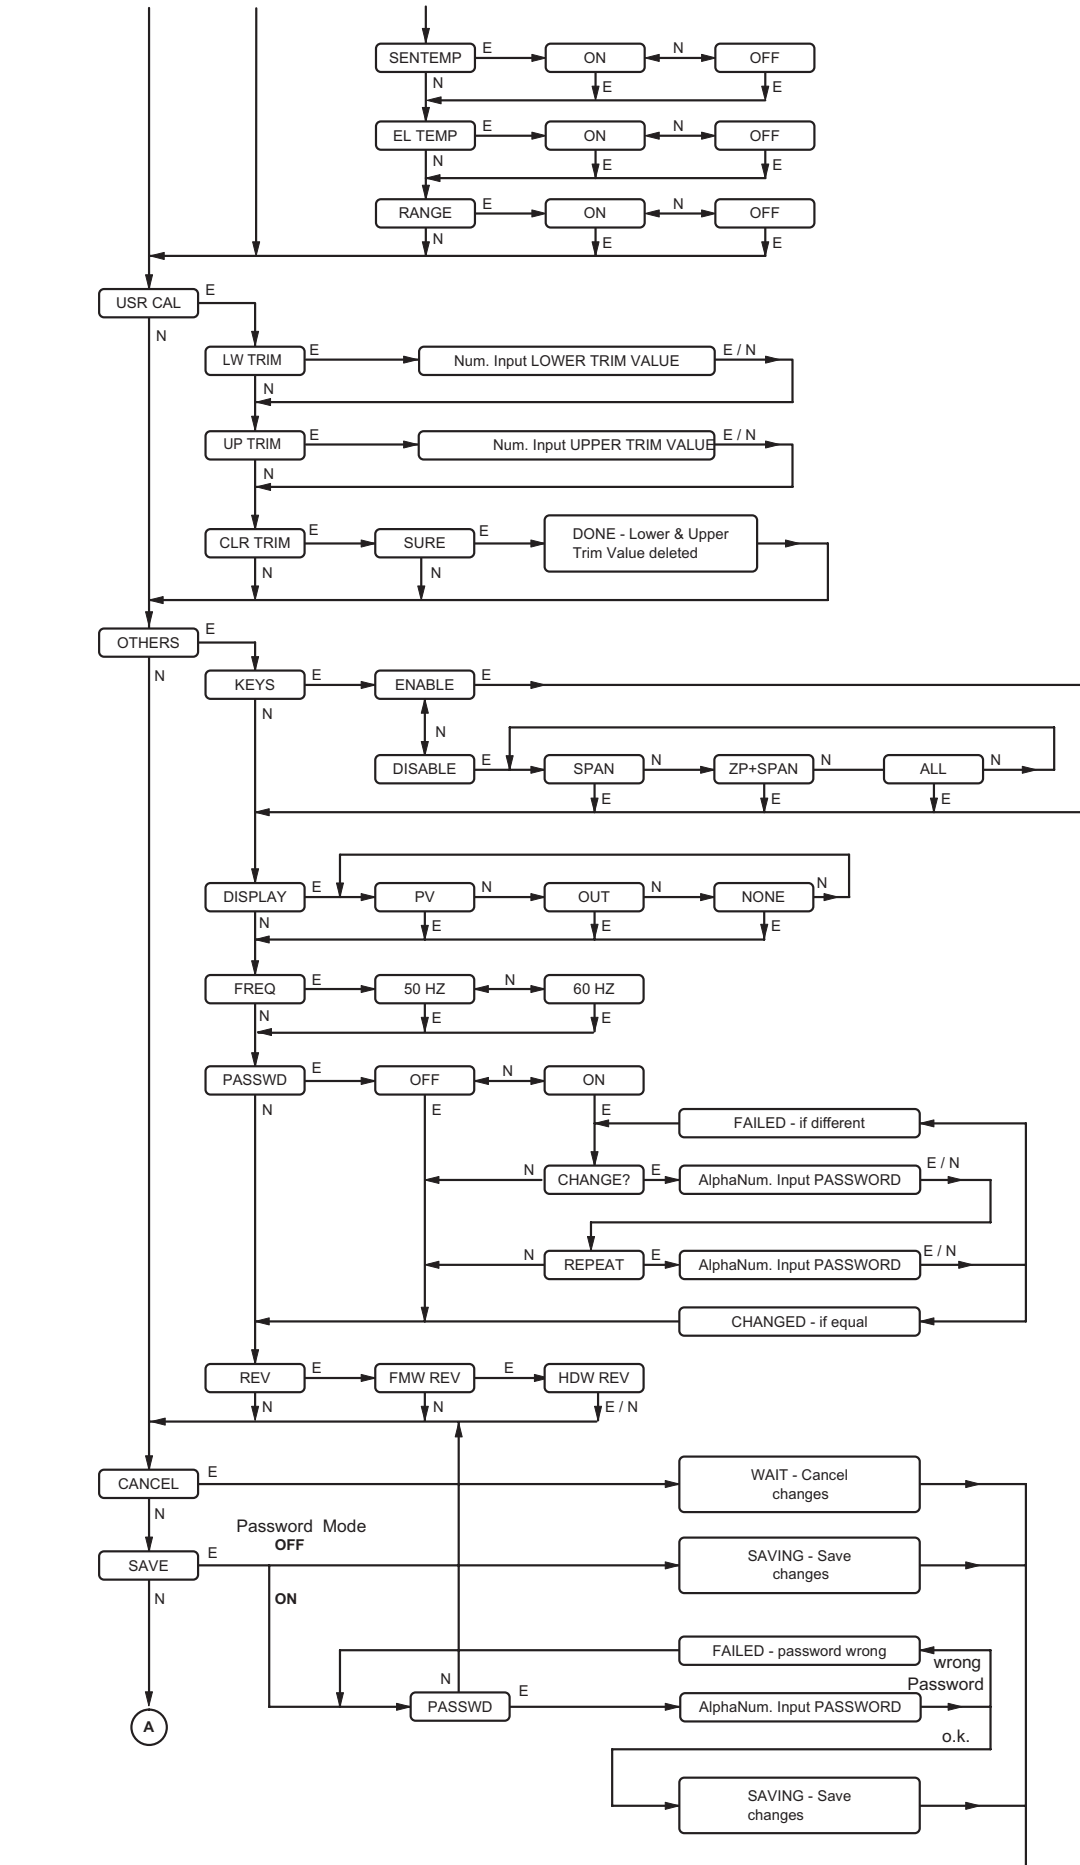 SENTEMP E ON N OFF
N E E
EL TEMP E ON N OFF
N E E
RANGE E ON N OFF
N E E
USR CAL E
N
LW TRIM E Num. Input LOWER TRIM VALUE E / N
N
UP TRIM E Num. Input UPPER TRIM VALUE E / N
N
CLR TRIM E SURE E DONE - Lower & Upper
Trim Value deleted
N N
OTHERS E
N
KEYS E ENABLE E
N
N
DISABLE E SPAN N ZP+SPAN N ALL N
E E E
DISPLAY E PV N OUT N NONE N
N E E E
FREQ E 50 HZ N 60 HZ
N E E
PASSWD E OFF N ON
N E E
FAILED - if different
N CHANGE? E AlphaNum. Input PASSWORD E / N
N REPEAT E AlphaNum. Input PASSWORD E / N
CHANGED - if equal
REV E FMW REV E HDW REV
N N E / N
CANCEL E WAIT - Cancel
changes
N
Password Mode
OFF
SAVE E SAVING - Save
changes
N ON
FAILED - password wrong
wrong
Password
N
PASSWD E AlphaNum. Input PASSWORD
A
o.k.
SAVING - Save
changes